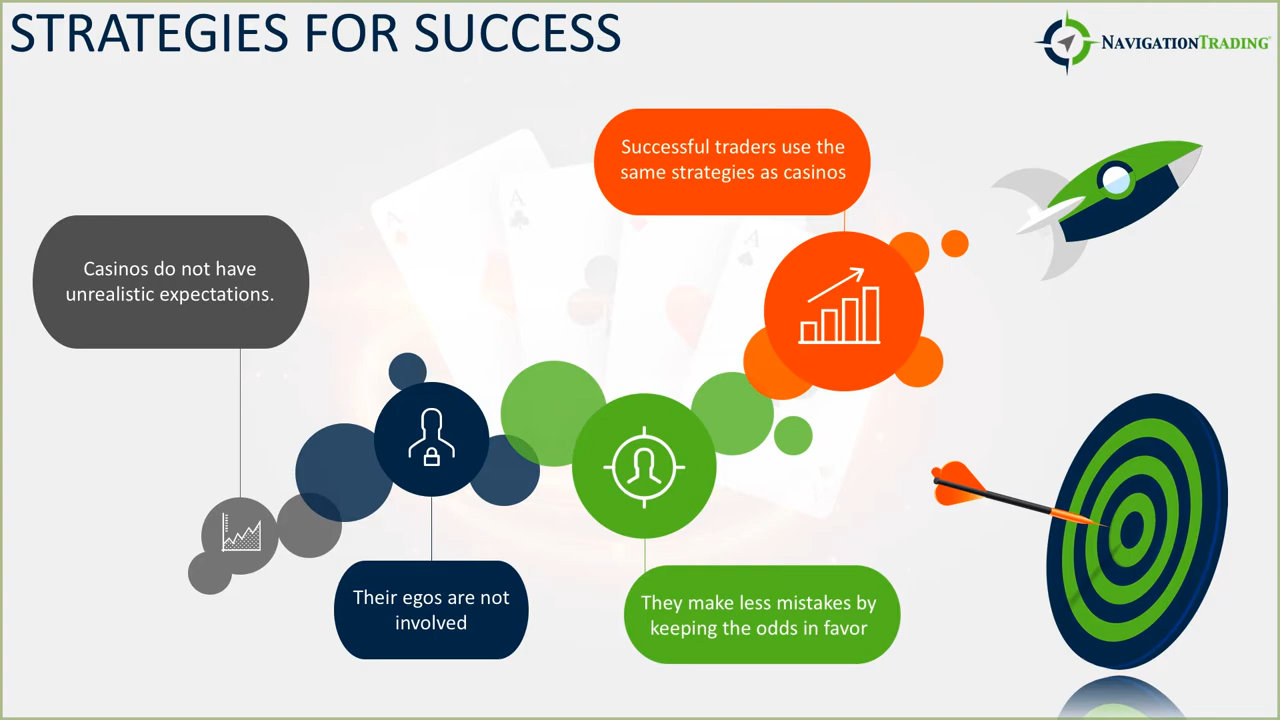 STRATEGIES FOR SUCCESS
NAVIGATIONTRADING
Successful traders use the
same strategies as casinos
Casinos do not have
unrealistic expectations.
Their egos are not
involved
They make less mistakes by
keeping the odds in favor
A
A
A